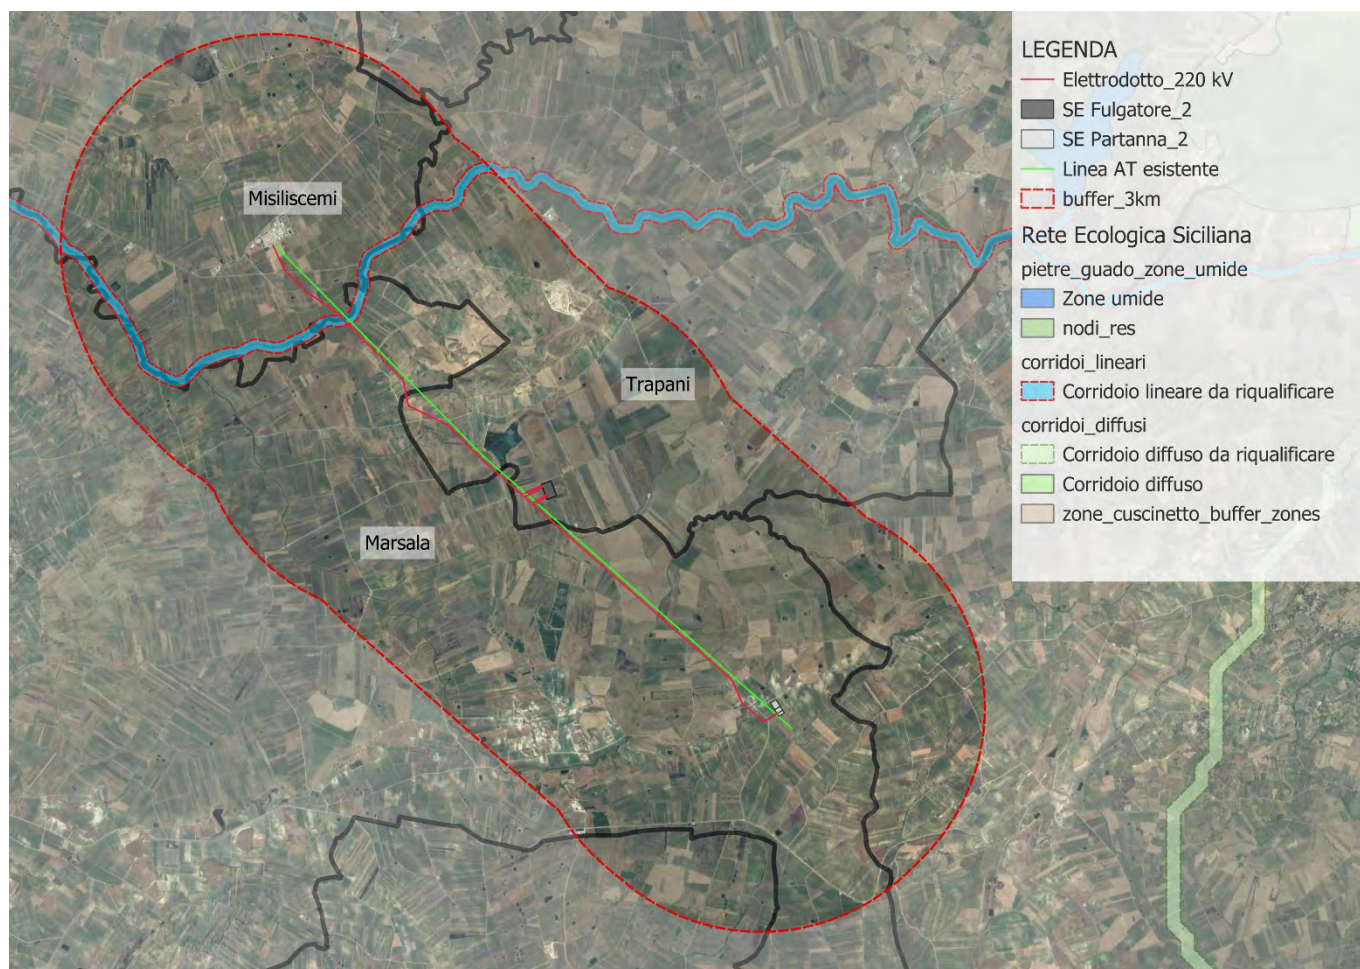 LEGENDA
Elettrodotto_220 kV
SE Fulgatore_2
SE Partanna_2
Linea AT esistente
buffer_3km
Rete Ecologica Siciliana
pietre_guado_zone_umide
Zone umide
nodi_res
corridoi_lineari
Corridoio lineare da riqualificare
corridoi_diffusi
Corridoio diffuso da riqualificare
Corridoio diffuso
zone_cuscinetto_buffer_zones
Misiliscemi
Trapani
Marsala